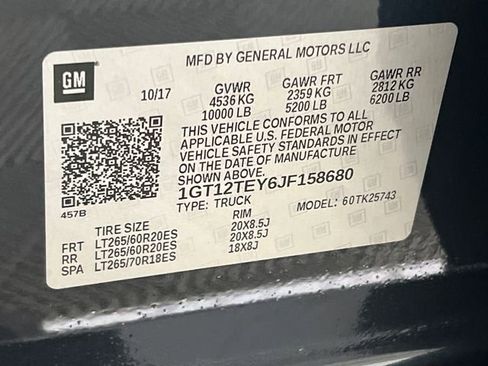 MFD BY GENERAL MOTORS LLC
GM
10/17 GVWR GAWR FRT GAWR RR
4536 KG 2359 KG 2812 KG
10000 LB 5200 LB 6200 LB
THIS VEHICLE CONFORMS TO ALL
APPLICABLE U.S. FEDERAL MOTOR
VEHICLE SAFETY STANDARDS IN EFFECT
ON THE DATE OF MANUFACTURE
SHOWN ABOVE.
1GT12TEY6JF158680
457B
TYPE: TRUCK MODEL: 60TK25743
TIRE SIZE RIM
FRT LT265/60R20ES 20X8.5J
RR LT265/60R20ES 20X8.5J
SPA LT265/70R18ES 18X8J